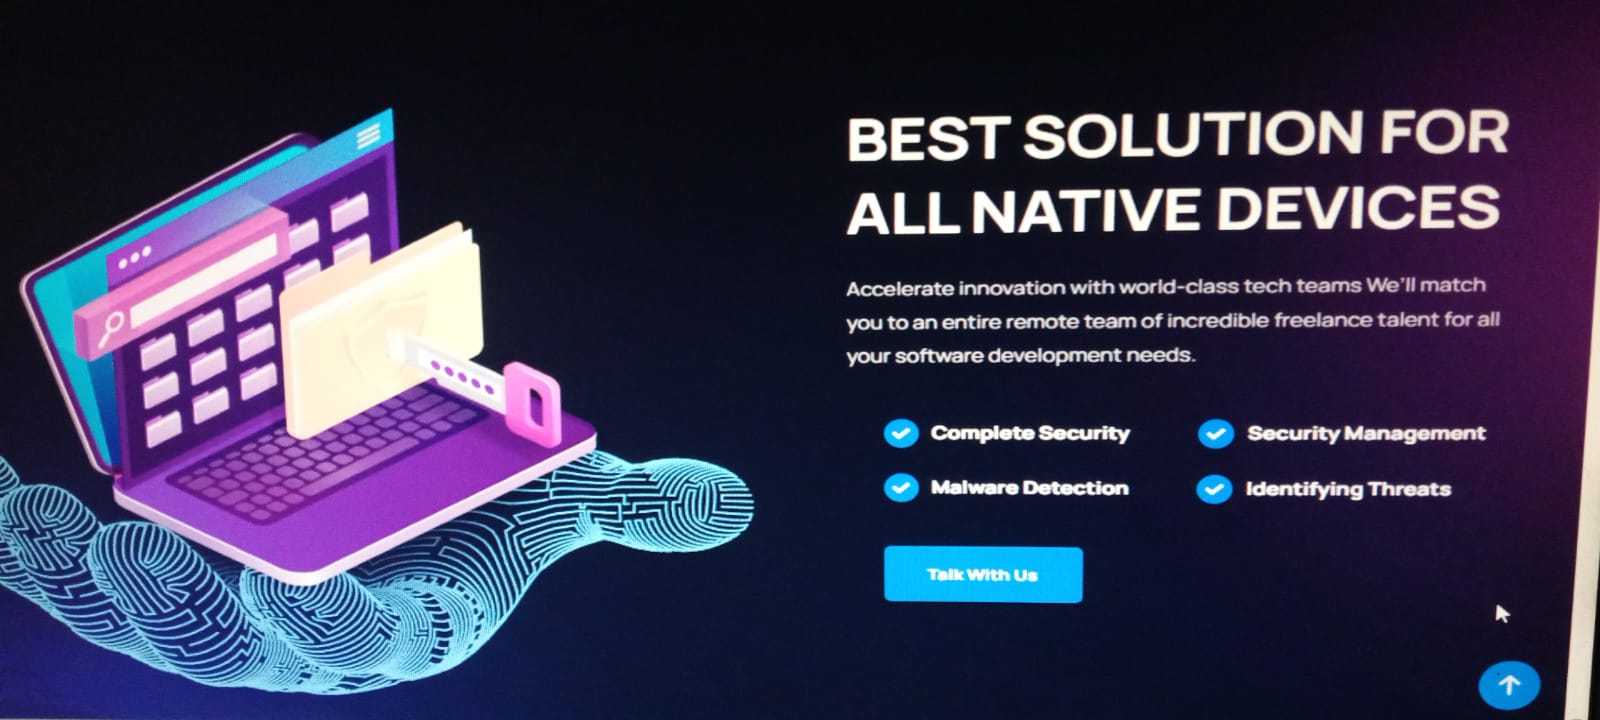 BEST SOLUTION FOR
ALL NATIVE DEVICES
Accelerate innovation with world-class tech teams We'll match
you to an entire remote team of incredible freelance talent for all
your software development needs.
Complete Security
Security Management
Malware Detection
Identifying Threats
Talk With Us